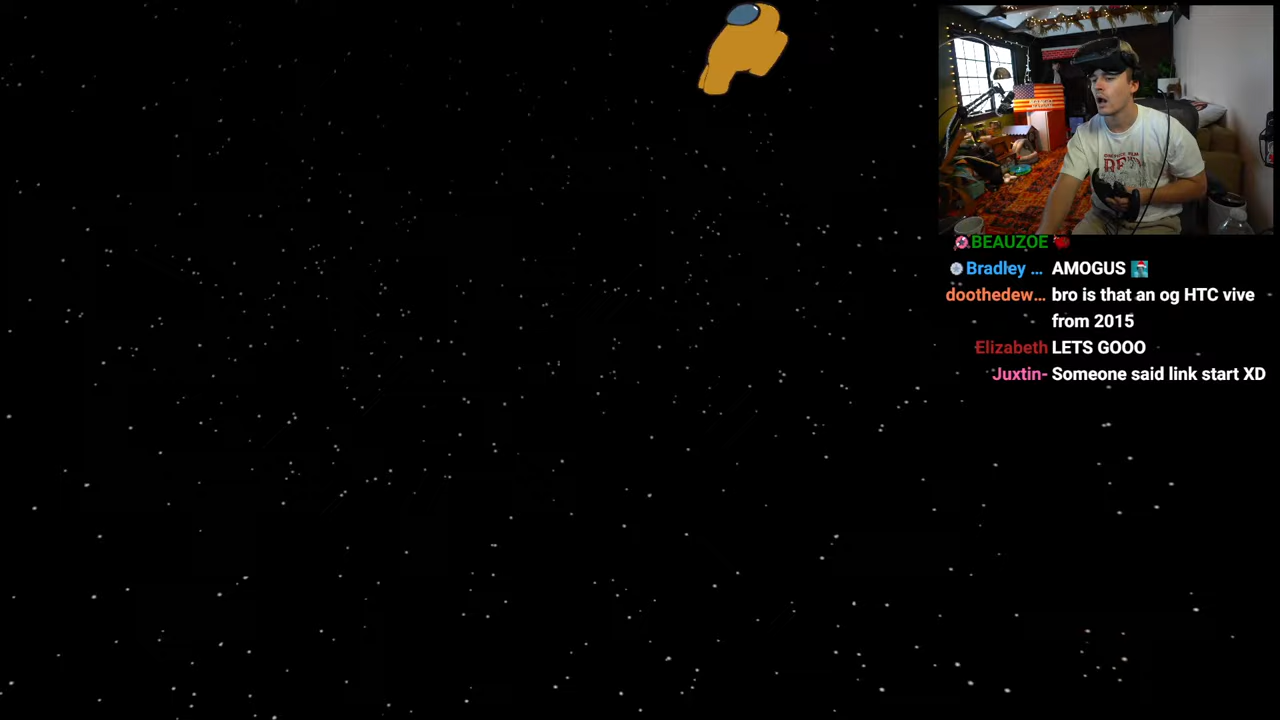 BEAUZOE
Bradley ... AMOGUS
doothedew... bro is that an og HTC vive
from 2015
Elizabeth LETS GOOO
Juxtin- Someone said link start XD